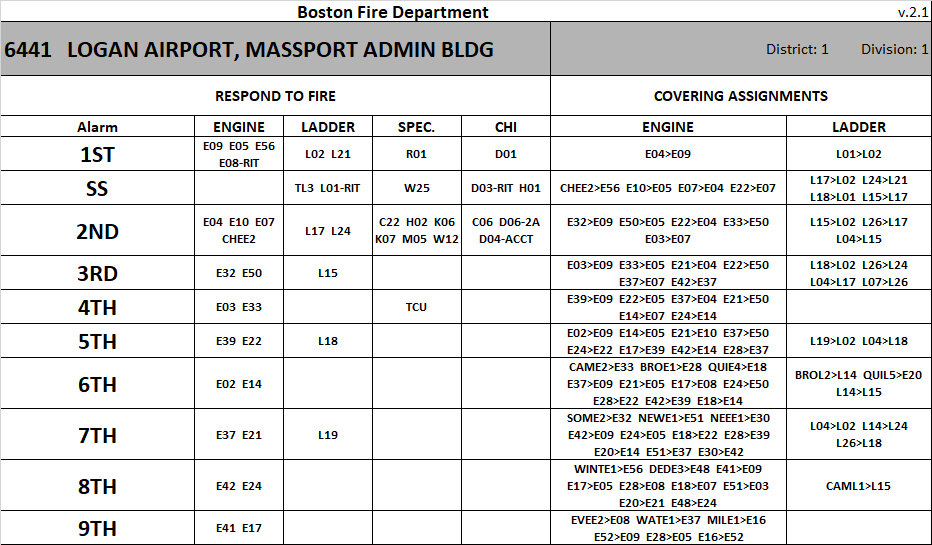 Boston Fire Department v.2.1
6441 LOGAN AIRPORT, MASSPORT ADMIN BLDG District: 1 Division: 1
RESPOND TO FIRE COVERING ASSIGNMENTS
Alarm ENGINE LADDER SPEC. CHI ENGINE LADDER
1ST
E09 E05 E56
E08-RIT
L02 L21
R01
D01
E04>E09
L01>L02
SS
TL3 L01-RIT
W25
D03-RIT H01
CHEE2>E56 E10>E05 E07>E04 E22>E07
L17>L02 L24>L21
L18>L01 L15>L17
2ND
E04 E10 E07
CHEE2
L17 L24
C22 H02 K06
K07 M05 W12
C06 D06-2A
D04-ACCT
E32>E09 E50>E05 E22>E04 E33>E50
E03>E07
L15>L02 L26>L17
L04>L15
3RD
E32 E50
L15
E03>E09 E33>E05 E21>E04 E22>E50
E37>E07 E42>E37
L18>L02 L26>L24
L04>L17 L07>L26
4TH
E03 E33
TCU
E39>E09 E22>E05 E37>E04 E21>E50
E14>E07 E24>E14
5TH
E39 E22
L18
E02>E09 E14>E05 E21>E10 E37>E50
E24>E22 E17>E39 E42>E14 E28>E37
L19>L02 L04>L18
6TH
E02 E14
CAME2>E33 BROE1>E28 QUIE4>E18
E37>E09 E21>E05 E17>E08 E24>E50
E28>E22 E42>E39 E18>E14
BROL2>L14 QUIL5>E20
L14>L15
7TH
E37 E21
L19
SOME2>E32 NEWE1>E51 NEEE1>E30
E42>E09 E24>E05 E18>E22 E28>E39
E20>E14 E51>E37 E30>E42
L04>L02 L14>L24
L26>L18
8TH
E42 E24
WINTE1>E56 DEDE3>E48 E41>E09
E17>E05 E28>E08 E18>E07 E51>E03
E20>E21 E48>E24
CAML1>L15
9TH
E41 E17
EVEE2>E08 WATE1>E37 MILE1>E16
E52>E09 E28>E05 E16>E52